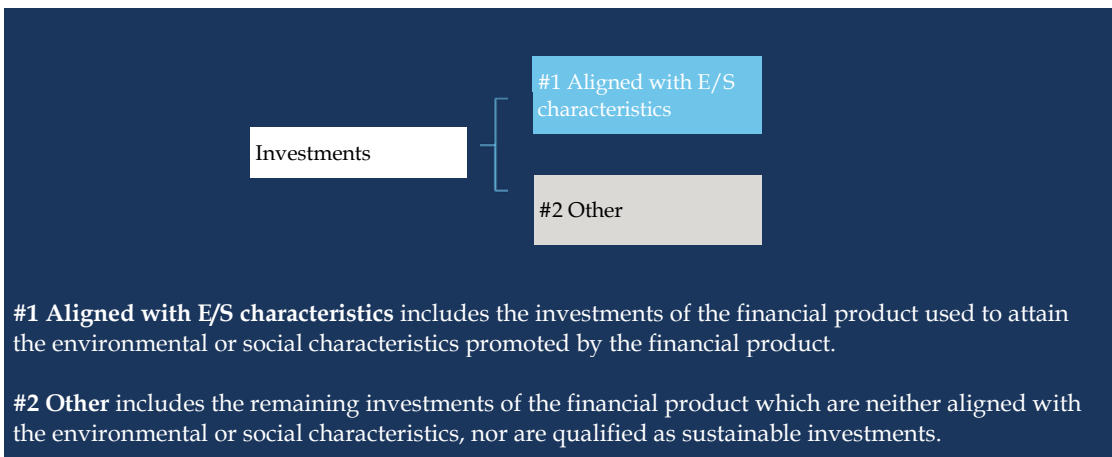 #1 Aligned with E/S
characteristics
Investments
#2 Other
#1 Aligned with E/S characteristics includes the investments of the financial product used to attain
the environmental or social characteristics promoted by the financial product.
#2 Other includes the remaining investments of the financial product which are neither aligned with
the environmental or social characteristics, nor are qualified as sustainable investments.